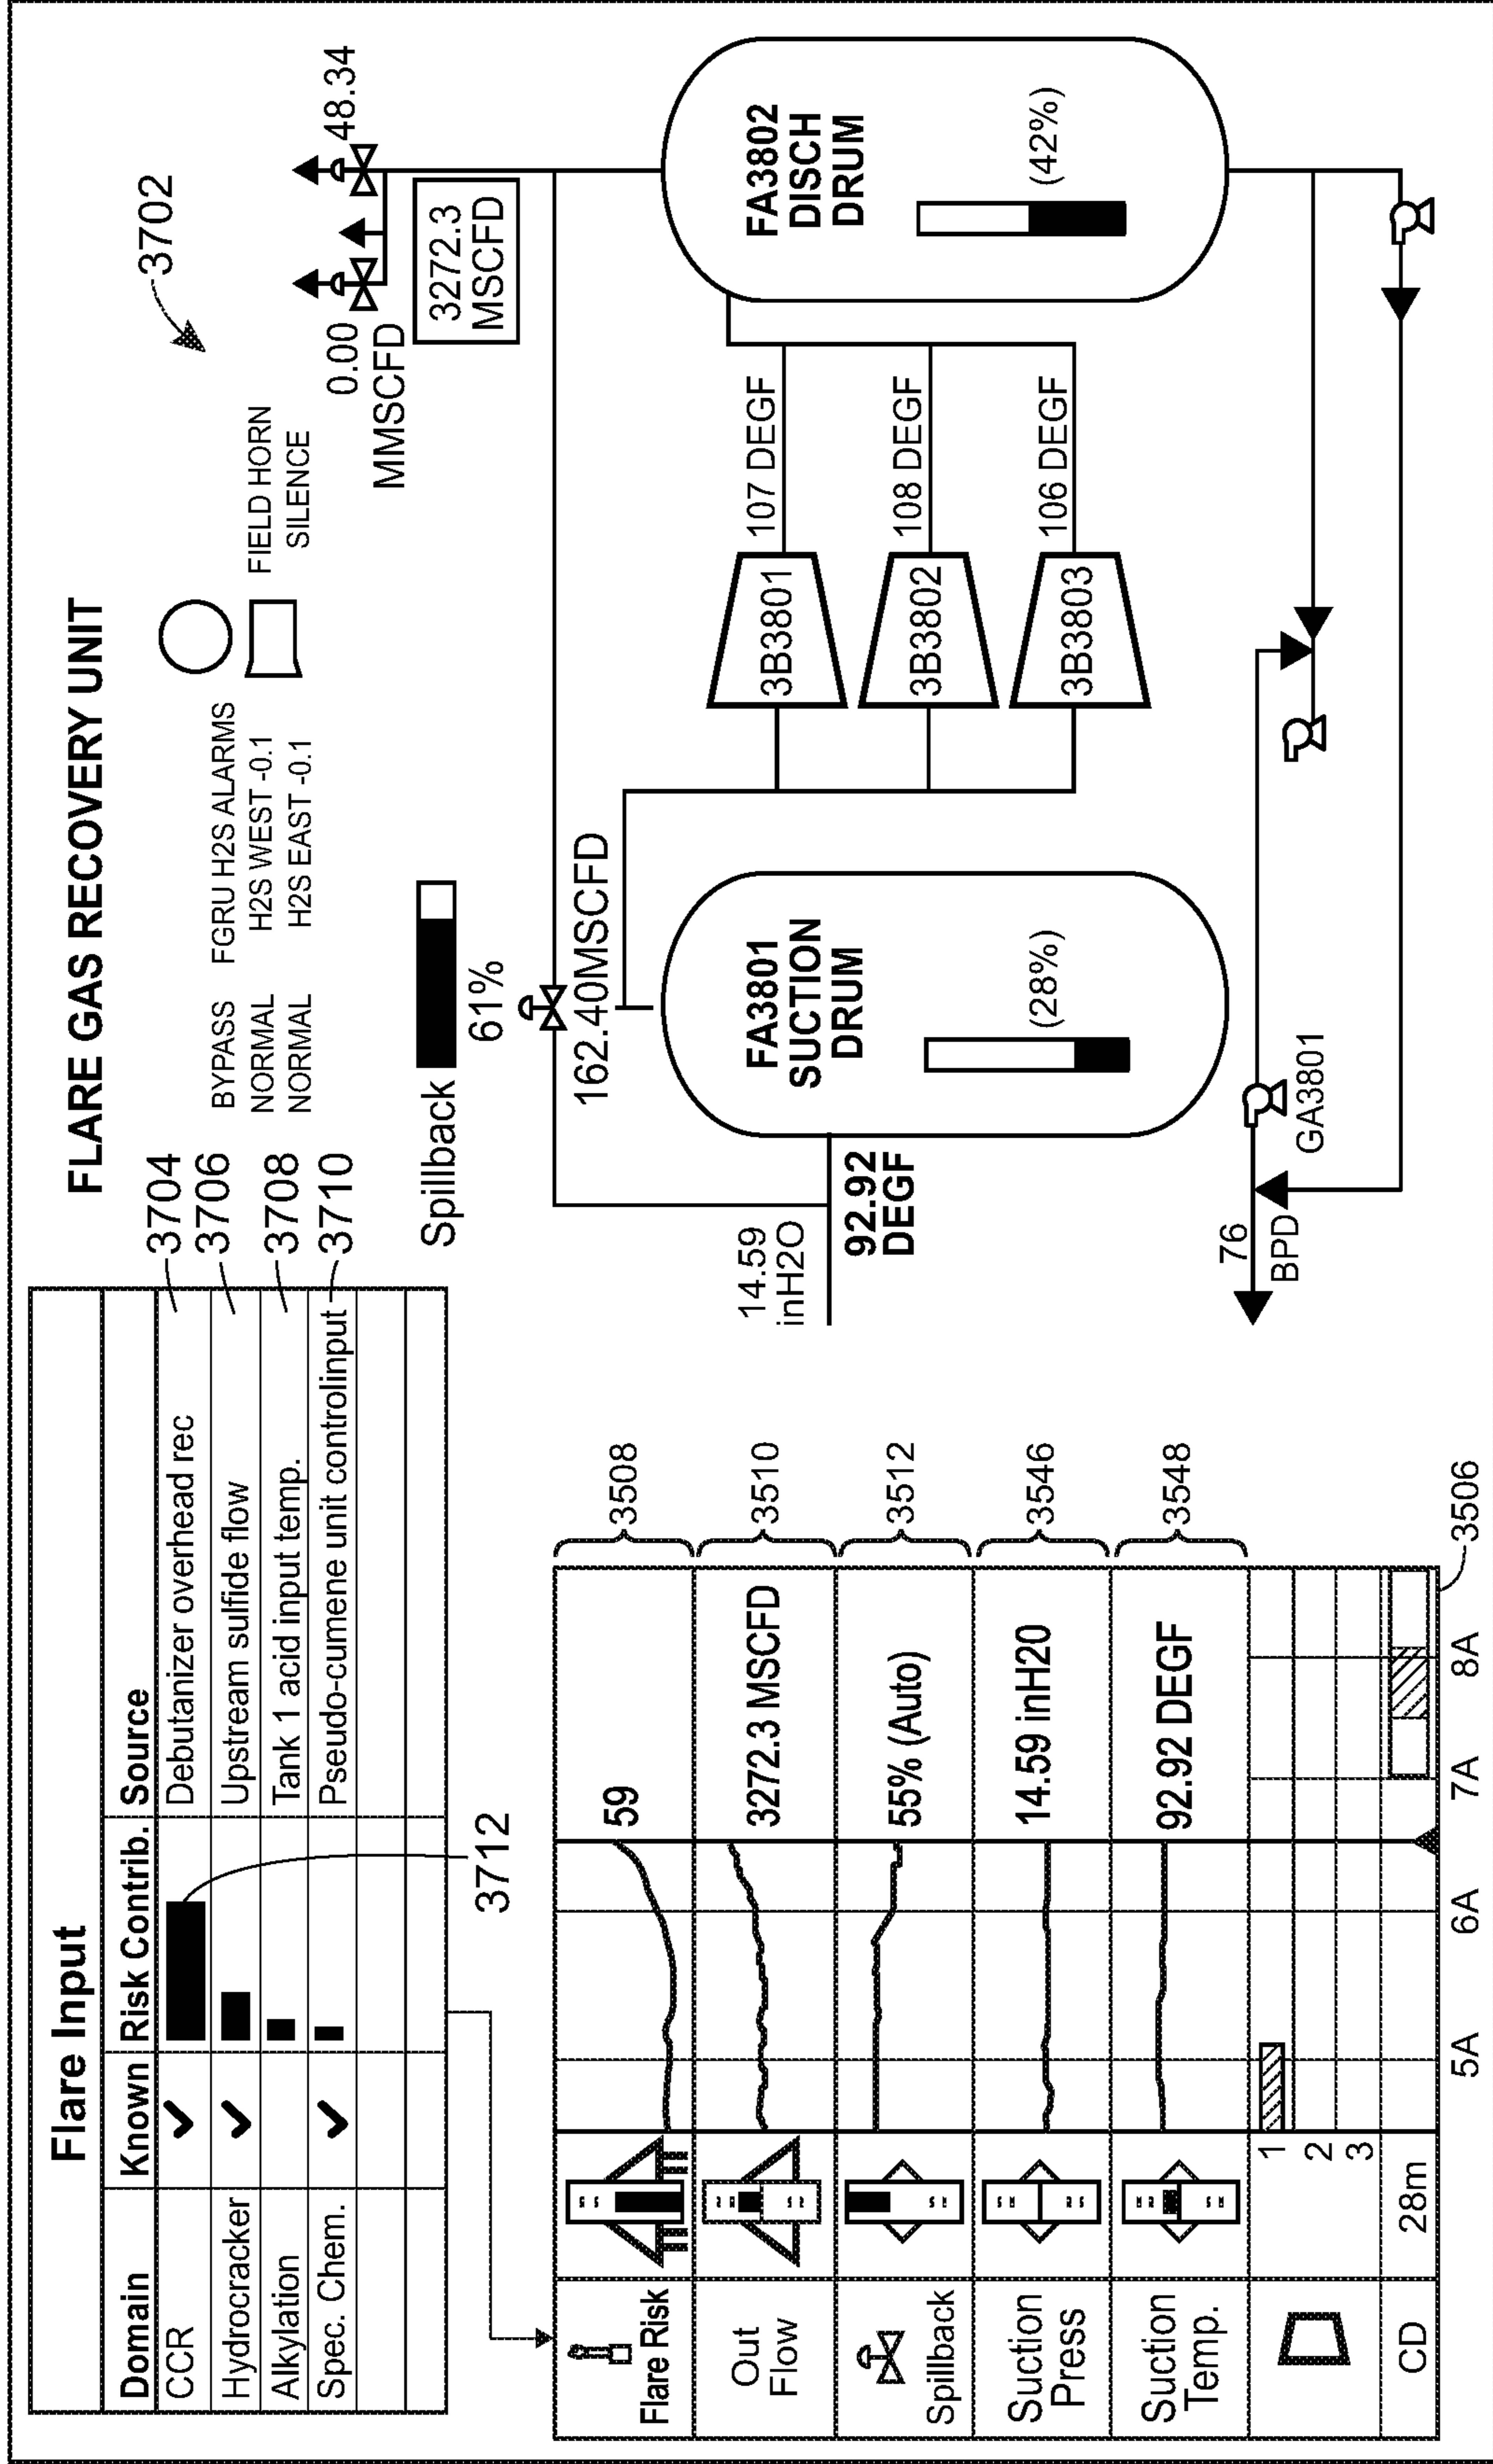 Flare Input
Domain Known Risk Contrib. Source
CCR ✓ Debutanizer overhead rec
Hydrocracker ✓ Upstream sulfide flow
Alkylation Tank 1 acid input temp.
Spec. Chem. ✓ Pseudo-cumene unit controlinput
3704
3706
3708
3710
3712
FLARE GAS RECOVERY UNIT
3702
BYPASS FGRU H2S ALARMS
NORMAL H2S WEST -0.1
NORMAL H2S EAST -0.1
FIELD HORN
SILENCE
Spillback
61%
0.00
MMSCFD
48.34
3272.3
MSCFD
162.40MSCFD
14.59
inH2O
92.92
DEGF
FA3801
SUCTION
DRUM
(28%)
3B3801
107 DEGF
3B3802
108 DEGF
3B3803
106 DEGF
FA3802
DISCH
DRUM
(42%)
76
BPD
GA3801
Flare Risk
59
3508
Out
Flow
3272.3 MSCFD
3510
Spillback
55% (Auto)
3512
Suction
Press
14.59 inH20
3546
Suction
Temp.
92.92 DEGF
3548
1
2
3
CD 28m
5A 6A 7A 8A
3506